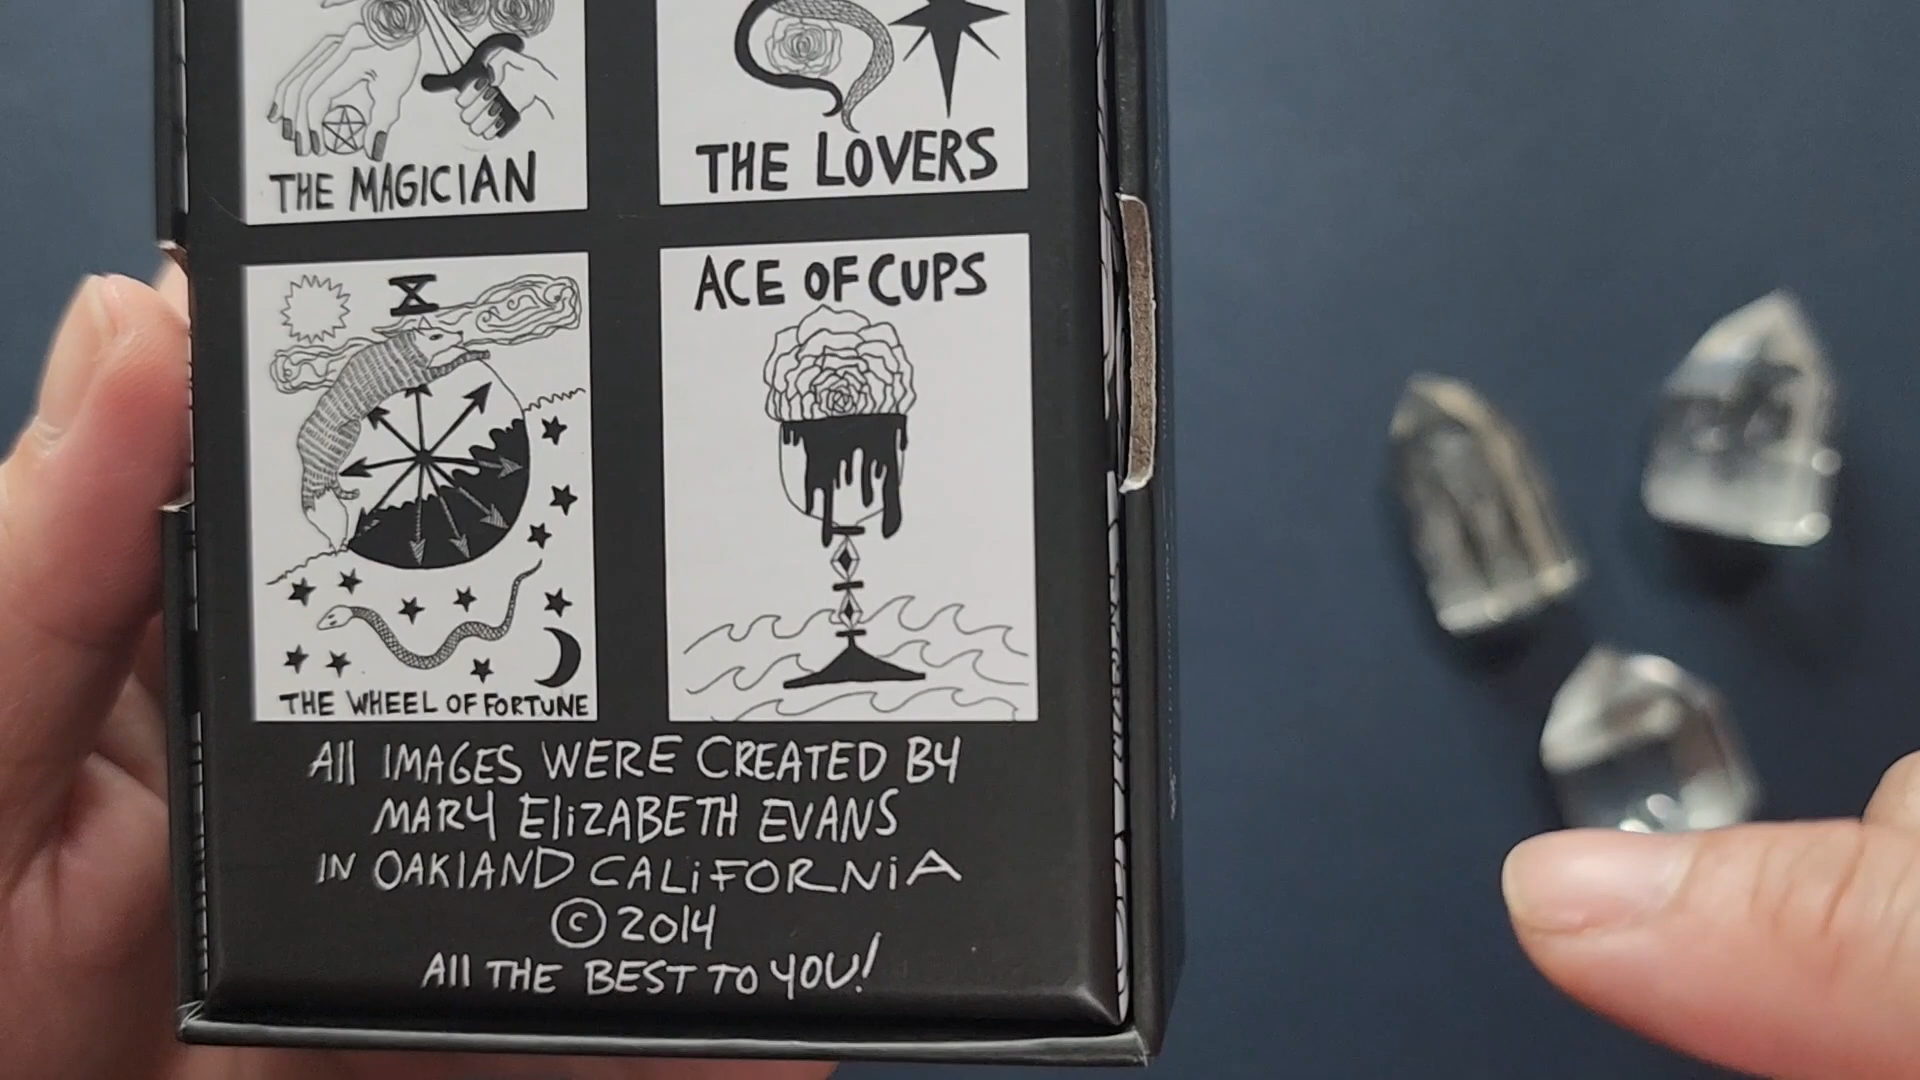 THE MAGICIAN
THE LOVERS
X
THE WHEEL OF FORTUNE
ACE OF CUPS
All IMAGES WERE CREATED BY
MARY ElizABETH EVANS
IN OAKlAND CALiFORNiA
© 2014
All THE BEST TO YOU!